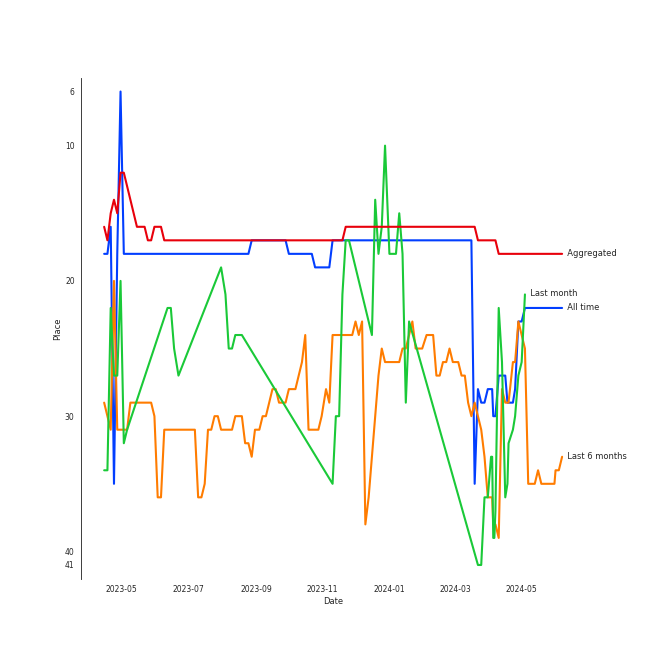 6
10
20
30
40
41
Place
Aggregated
Last month
All time
Last 6 months
2023-05 2023-07 2023-09 2023-11 2024-01 2024-03 2024-05
Date